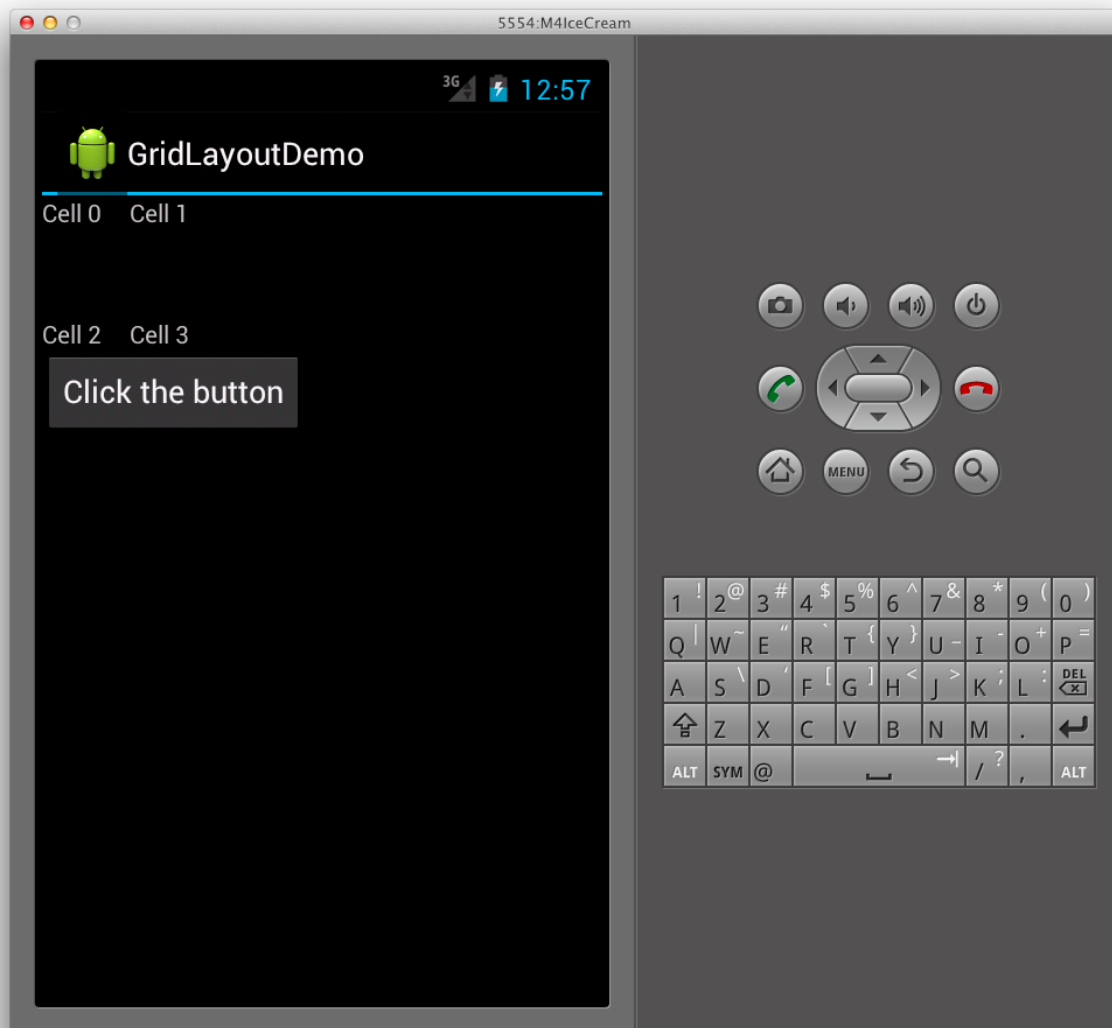 5554:M4IceCream
3G 12:57
GridLayoutDemo
Cell 0 Cell 1
Cell 2 Cell 3
Click the button
MENU
1 ! 2 @ 3 # 4 $ 5 % 6 ^ 7 & 8 * 9 ( 0 )
Q | W ~ E " R ` T { Y } U _ I - O + P =
A S \ D ' F [ G ] H < J > K ; L : DEL
Z X C V B N M .
ALT SYM @ / ? , ALT